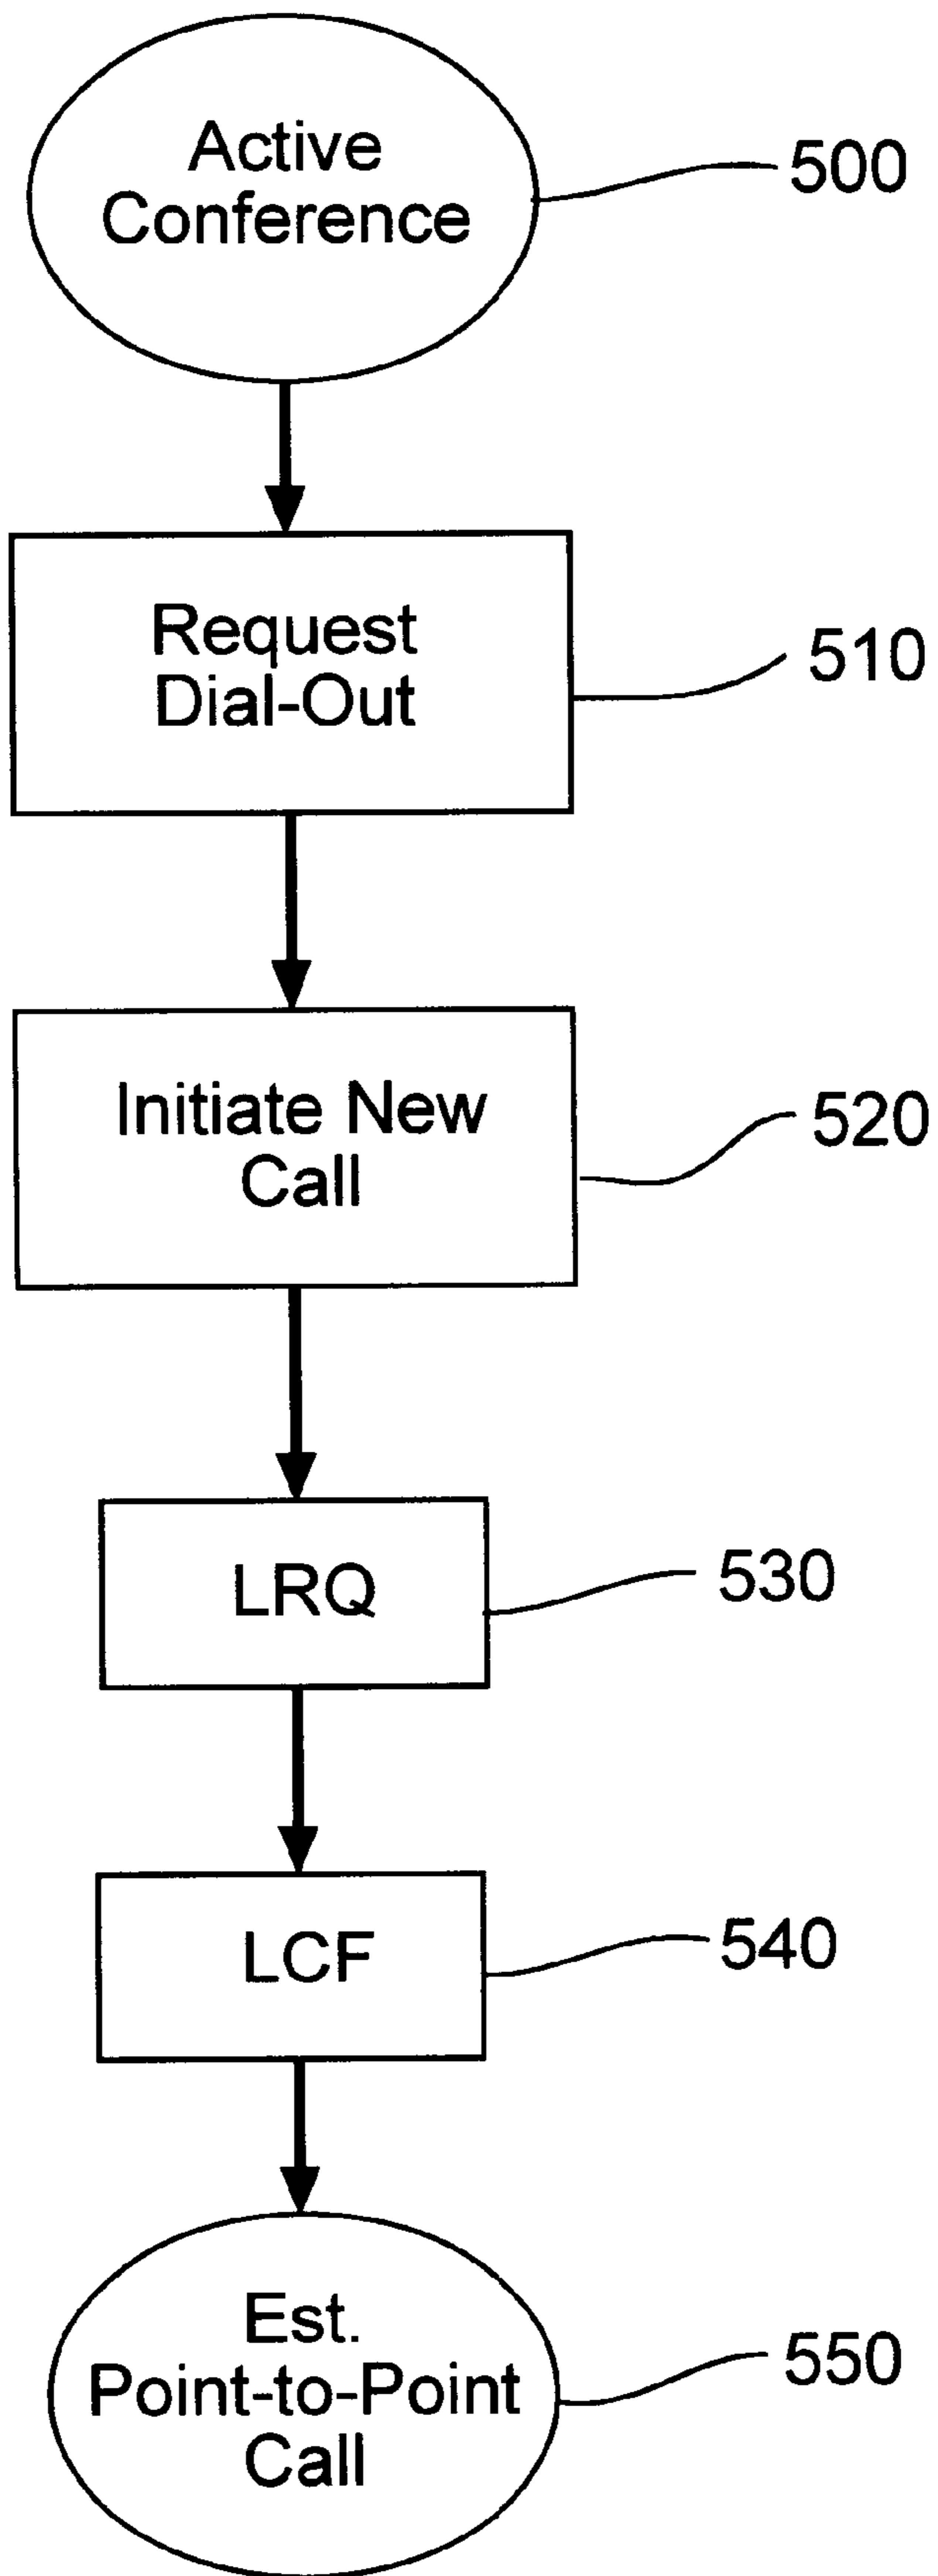 Active
Conference
500
Request
Dial-Out
510
Initiate New
Call
520
LRQ
530
LCF
540
Est.
Point-to-Point
Call
550